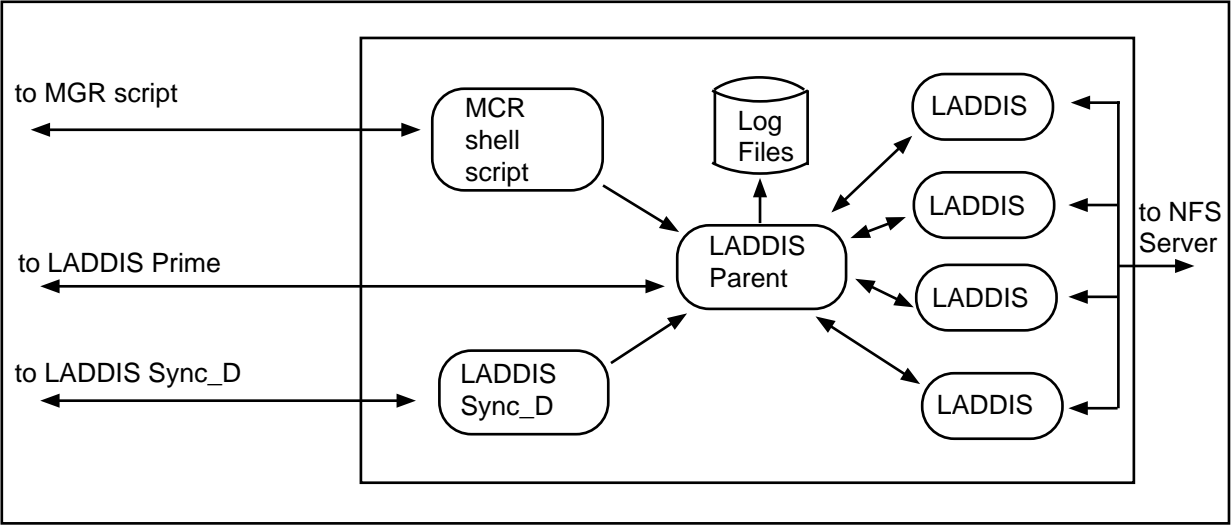 to MGR script
MCR
shell
script
Log
Files
LADDIS
LADDIS
to NFS
Server
to LADDIS Prime
LADDIS
Parent
LADDIS
to LADDIS Sync_D
LADDIS
Sync_D
LADDIS